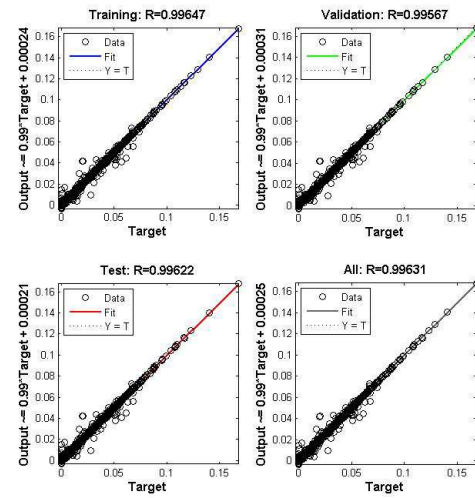 Training: R=0.99647
Output ~= 0.99*Target + 0.00024
0.16
0.14
0.12
0.1
0.08
0.06
0.04
0.02
0
Data
Fit
Y = T
0
0.05
0.1
0.15
Target
Validation: R=0.99567
Output ~= 0.99*Target + 0.00031
0.16
0.14
0.12
0.1
0.08
0.06
0.04
0.02
0
Data
Fit
Y = T
0
0.05
0.1
0.15
Target
Test: R=0.99622
Output ~= 0.99*Target + 0.00021
0.16
0.14
0.12
0.1
0.08
0.06
0.04
0.02
0
Data
Fit
Y = T
0
0.05
0.1
0.15
Target
All: R=0.99631
Output ~= 0.99*Target + 0.00025
0.16
0.14
0.12
0.1
0.08
0.06
0.04
0.02
0
Data
Fit
Y = T
0
0.05
0.1
0.15
Target